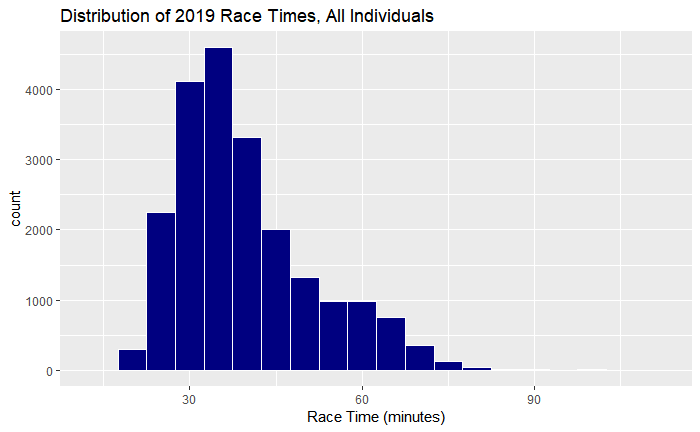 Distribution of 2019 Race Times, All Individuals
count
4000
3000
2000
1000
0
30 60 90
Race Time (minutes)